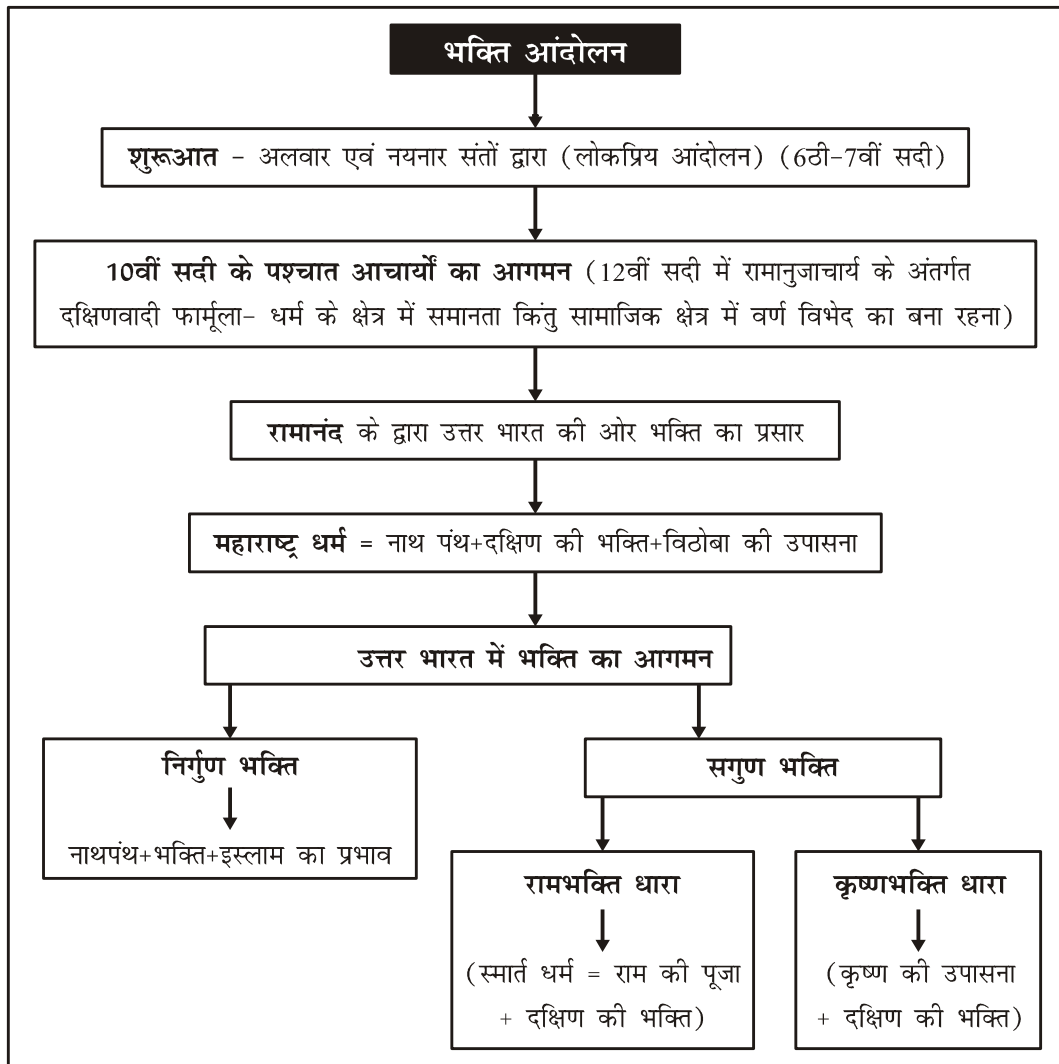 भक्ति आंदोलन
शुरूआत – अलवार एवं नयनार संतों द्वारा (लोकप्रिय आंदोलन) (6ठी-7वीं सदी)
10वीं सदी के पश्चात आचार्यों का आगमन (12वीं सदी में रामानुजाचार्य के अंतर्गत
दक्षिणवादी फार्मूला- धर्म के क्षेत्र में समानता किंतु सामाजिक क्षेत्र में वर्ण विभेद का बना रहना)
रामानंद के द्वारा उत्तर भारत की ओर भक्ति का प्रसार
महाराष्ट्र धर्म = नाथ पंथ+दक्षिण की भक्ति+विठोबा की उपासना
उत्तर भारत में भक्ति का आगमन
निर्गुण भक्ति
नाथपंथ+भक्ति+इस्लाम का प्रभाव
सगुण भक्ति
रामभक्ति धारा
(स्मार्त धर्म = राम की पूजा
+ दक्षिण की भक्ति)
कृष्णभक्ति धारा
(कृष्ण की उपासना
+ दक्षिण की भक्ति)